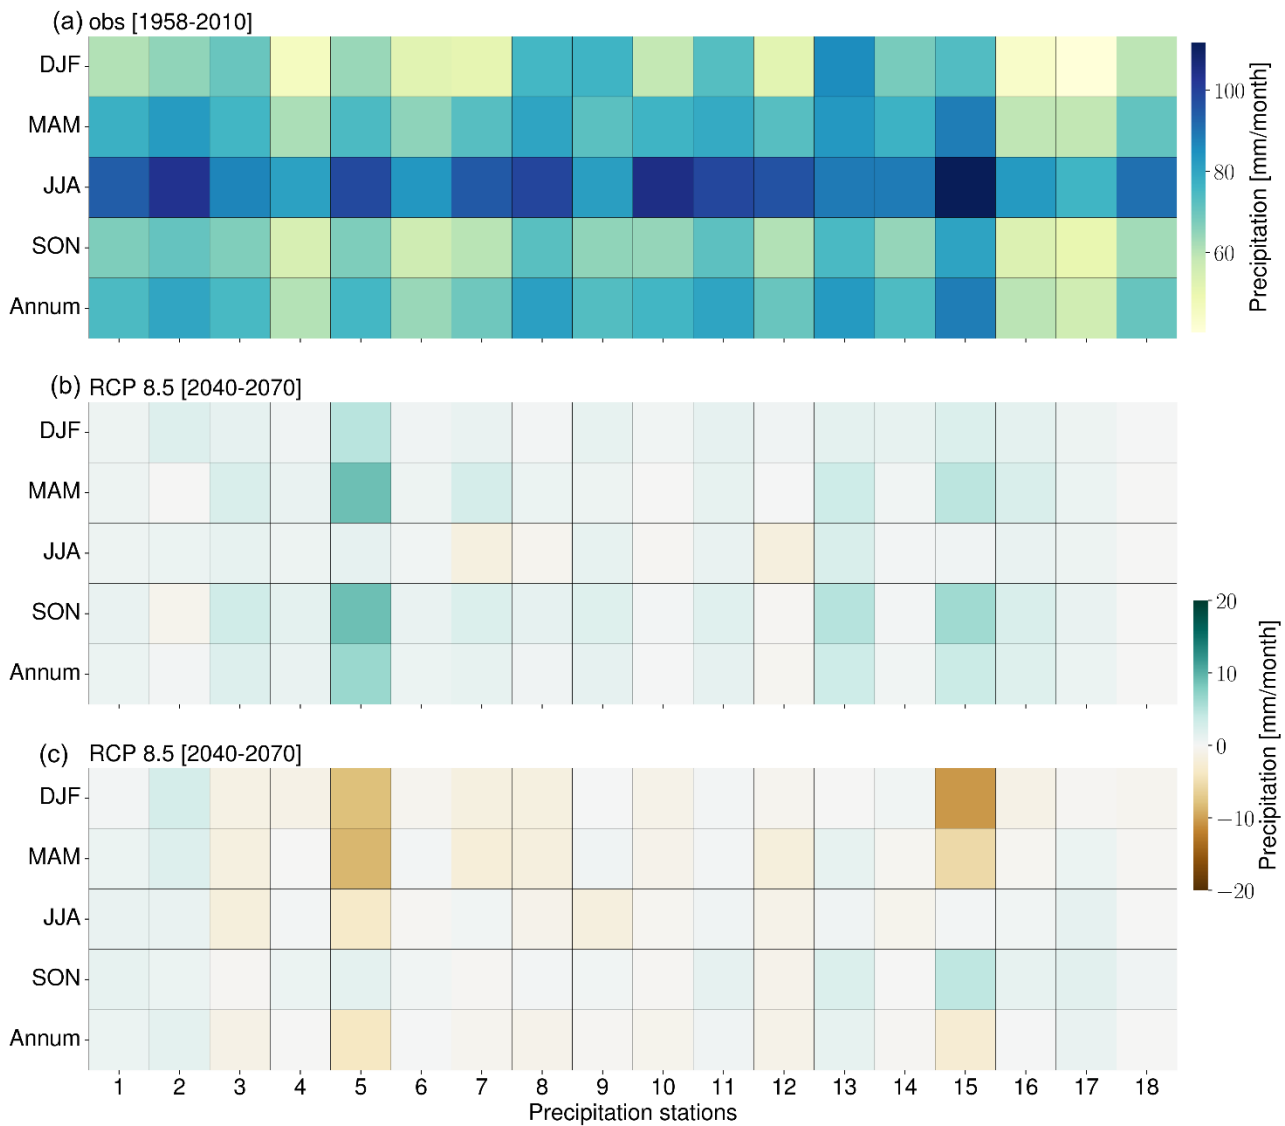 (a) obs [1958-2010]
DJF
MAM
JJA
SON
Annum
100
80
60
Precipitation [mm/month]
(b) RCP 8.5 [2040-2070]
DJF
MAM
JJA
SON
Annum
(c) RCP 8.5 [2040-2070]
DJF
MAM
JJA
SON
Annum
20
10
0
−10
−20
Precipitation [mm/month]
1 2 3 4 5 6 7 8 9 10 11 12 13 14 15 16 17 18
Precipitation stations